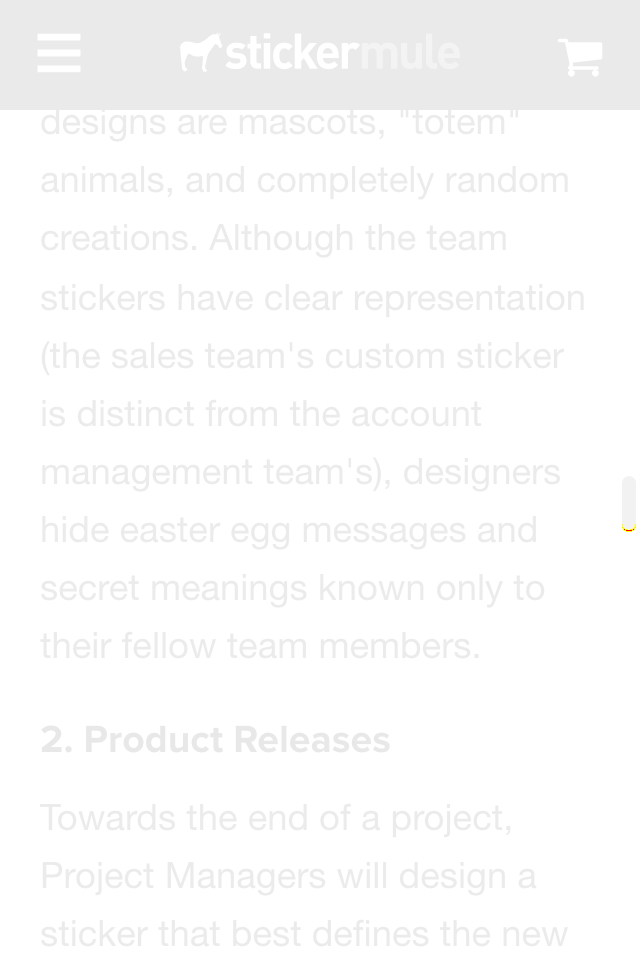 stickermule
designs are mascots, "totem"
animals, and completely random
creations. Although the team
stickers have clear representation
(the sales team's custom sticker
is distinct from the account
management team's), designers
hide easter egg messages and
secret meanings known only to
their fellow team members.
2. Product Releases
Towards the end of a project,
Project Managers will design a
sticker that best defines the new